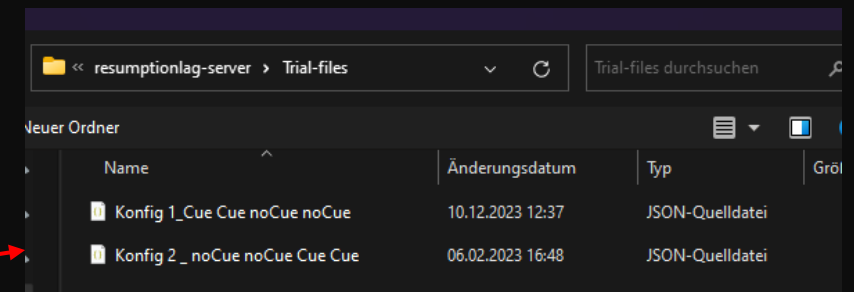 « resumptionlag-server > Trial-files
Trial-files durchsuchen
Neuer Ordner
Name Änderungsdatum Typ Größ
Konfig 1_Cue Cue noCue noCue 10.12.2023 12:37 JSON-Quelldatei
Konfig 2 _ noCue noCue Cue Cue 06.02.2023 16:48 JSON-Quelldatei